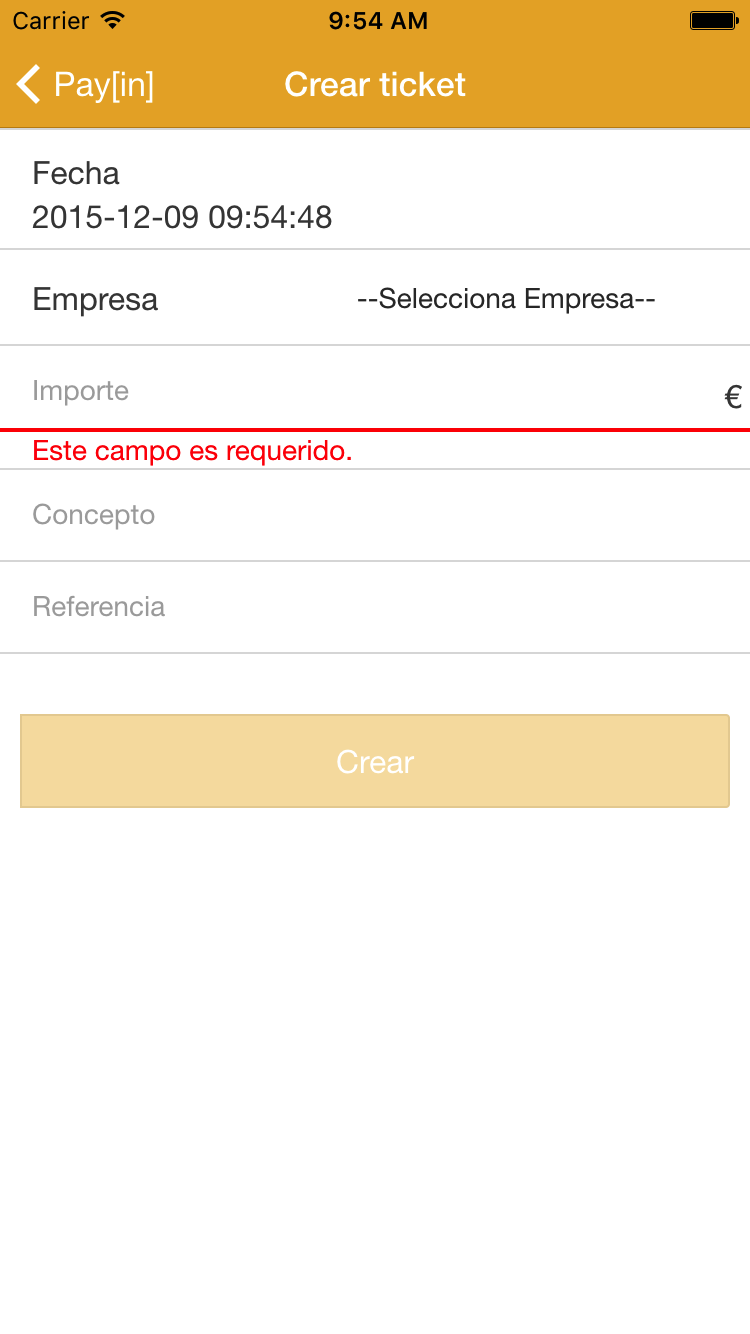 Carrier 9:54 AM
Pay[in] Crear ticket
Fecha
2015-12-09 09:54:48
Empresa --Selecciona Empresa--
Importe €
Este campo es requerido.
Concepto
Referencia
Crear